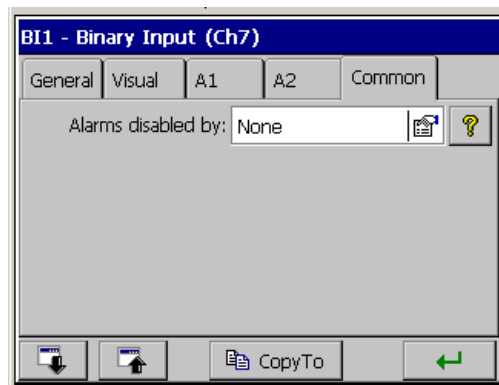 BI1 - Binary Input (Ch7)
General Visual A1 A2 Common
Alarms disabled by: None ?
CopyTo